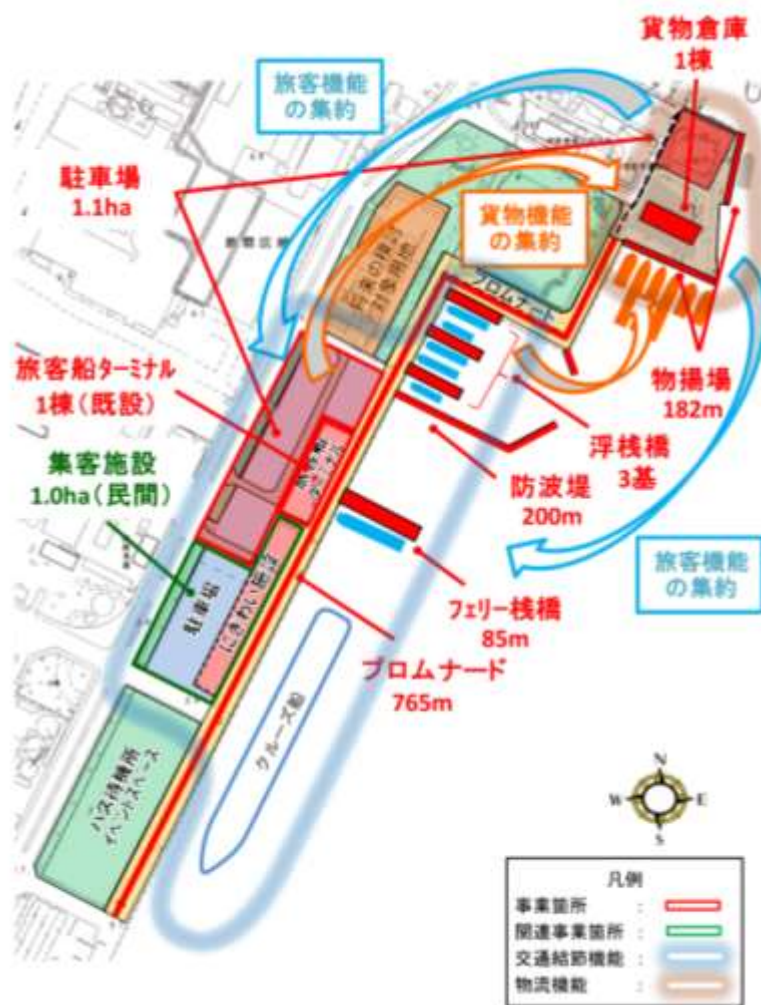 貨物倉庫
1棟
旅客機能
の集約
駐車場
1.1ha
貨物機能
の集約
プロムナード
旅客船ターミナル
1棟(既設)
物揚場
182m
浮桟橋
3基
集客施設
1.0ha(民間)
防波堤
200m
旅客機能
の集約
駐車場
にぎわい施設
フェリー桟橋
85m
プロムナード
765m
クルーズ船
バス待機所
イベントスペース
N
W
E
S
凡例
事業箇所 :
関連事業箇所 :
交通結節機能 :
物流機能 :